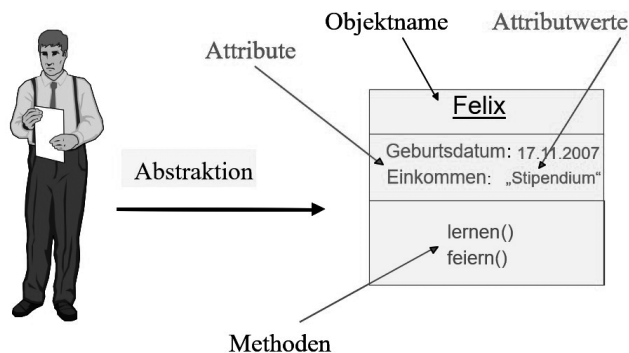 Objektname
Attributwerte
Attribute
Felix
Geburtsdatum: 17.11.2007
Einkommen: „Stipendium“
Abstraktion
lernen()
feiern()
Methoden